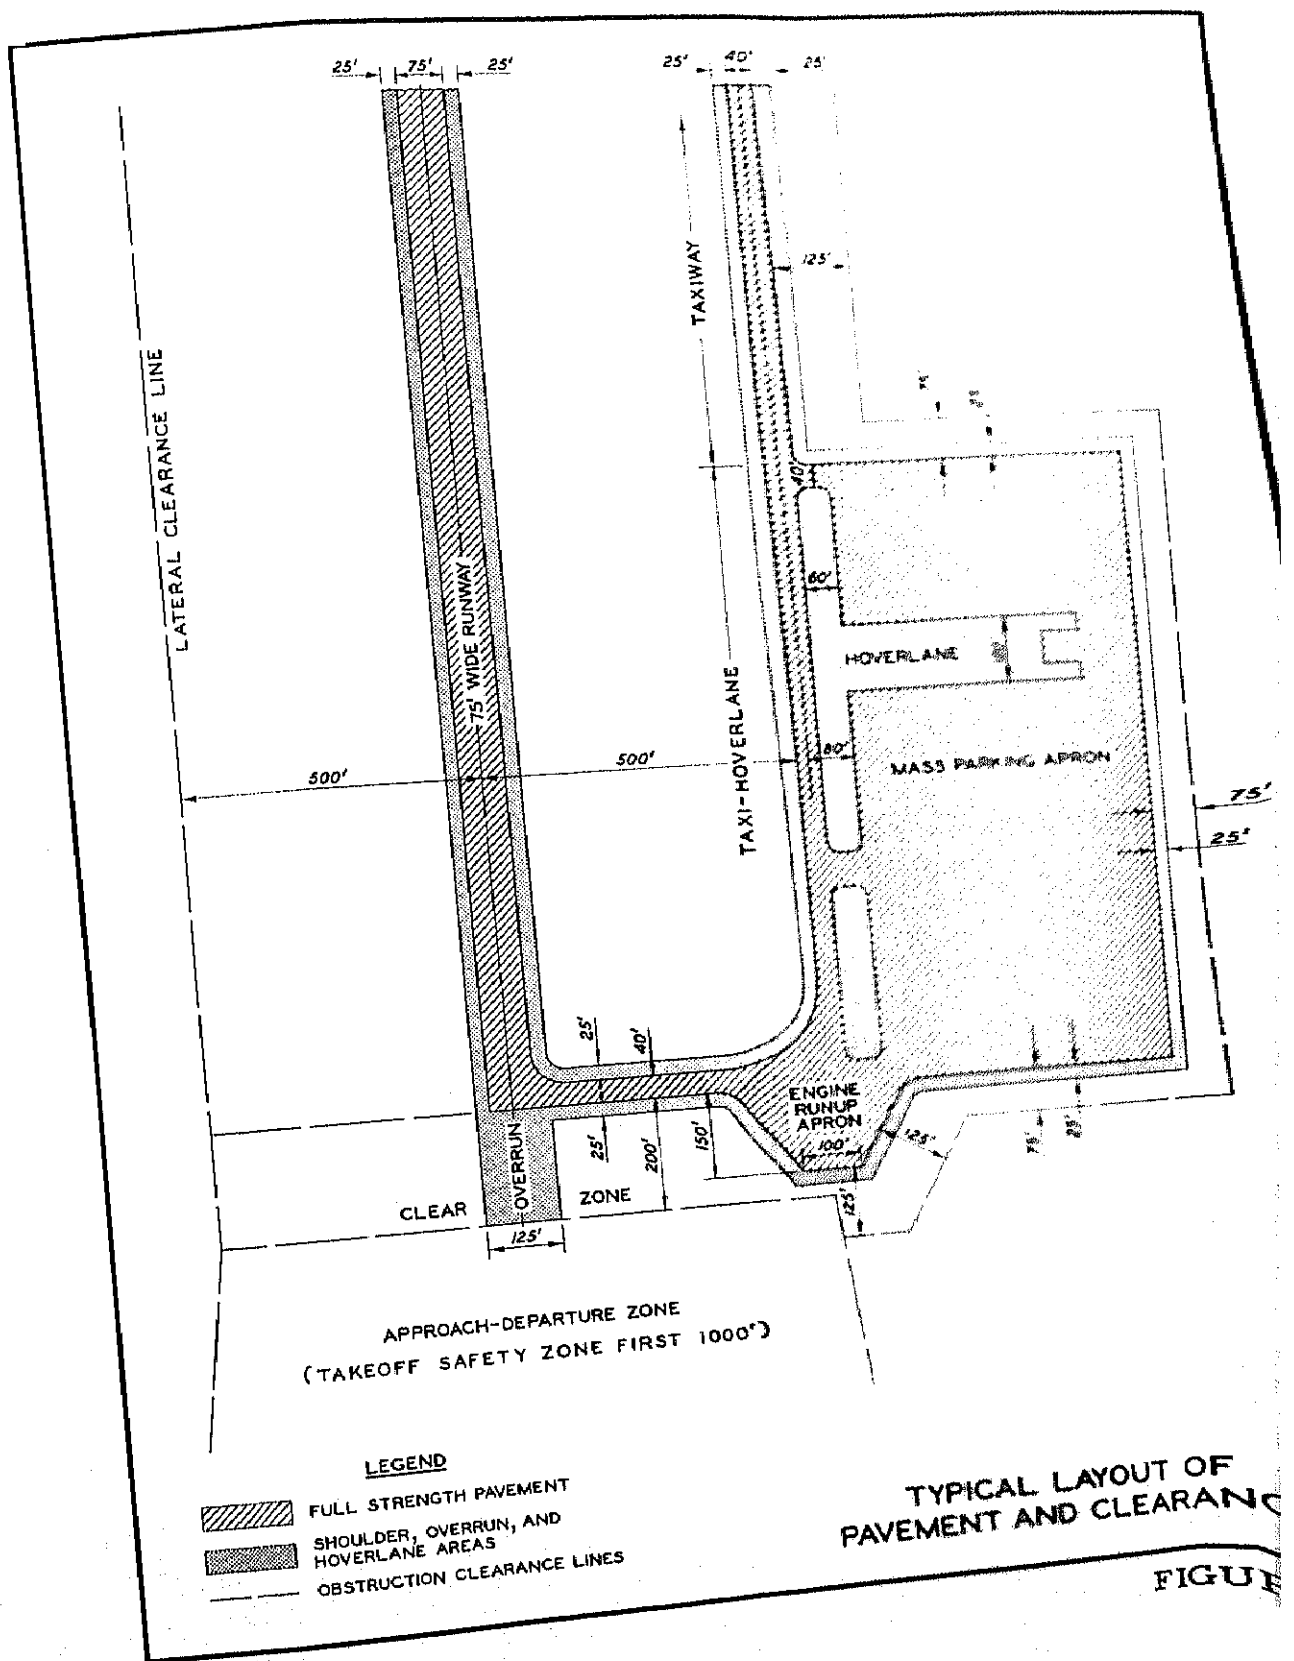 25' 75' 25'
25' 40' 25'
TAXIWAY
125'
75'
LATERAL CLEARANCE LINE
40'
75' WIDE RUNWAY
HOVERLANE
TAXI-HOVERLANE
500' 500' 80'
MASS PARKING APRON
75'
25'
25' 40'
ENGINE
RUNUP
APRON
100'
25' 200' 150'
125'
75' 25'
OVERRUN
CLEAR ZONE
125'
125'
APPROACH-DEPARTURE ZONE
(TAKEOFF SAFETY ZONE FIRST 1000')
LEGEND
FULL STRENGTH PAVEMENT
SHOULDER, OVERRUN, AND
HOVERLANE AREAS
OBSTRUCTION CLEARANCE LINES
TYPICAL LAYOUT OF
PAVEMENT AND CLEARANC
FIGU